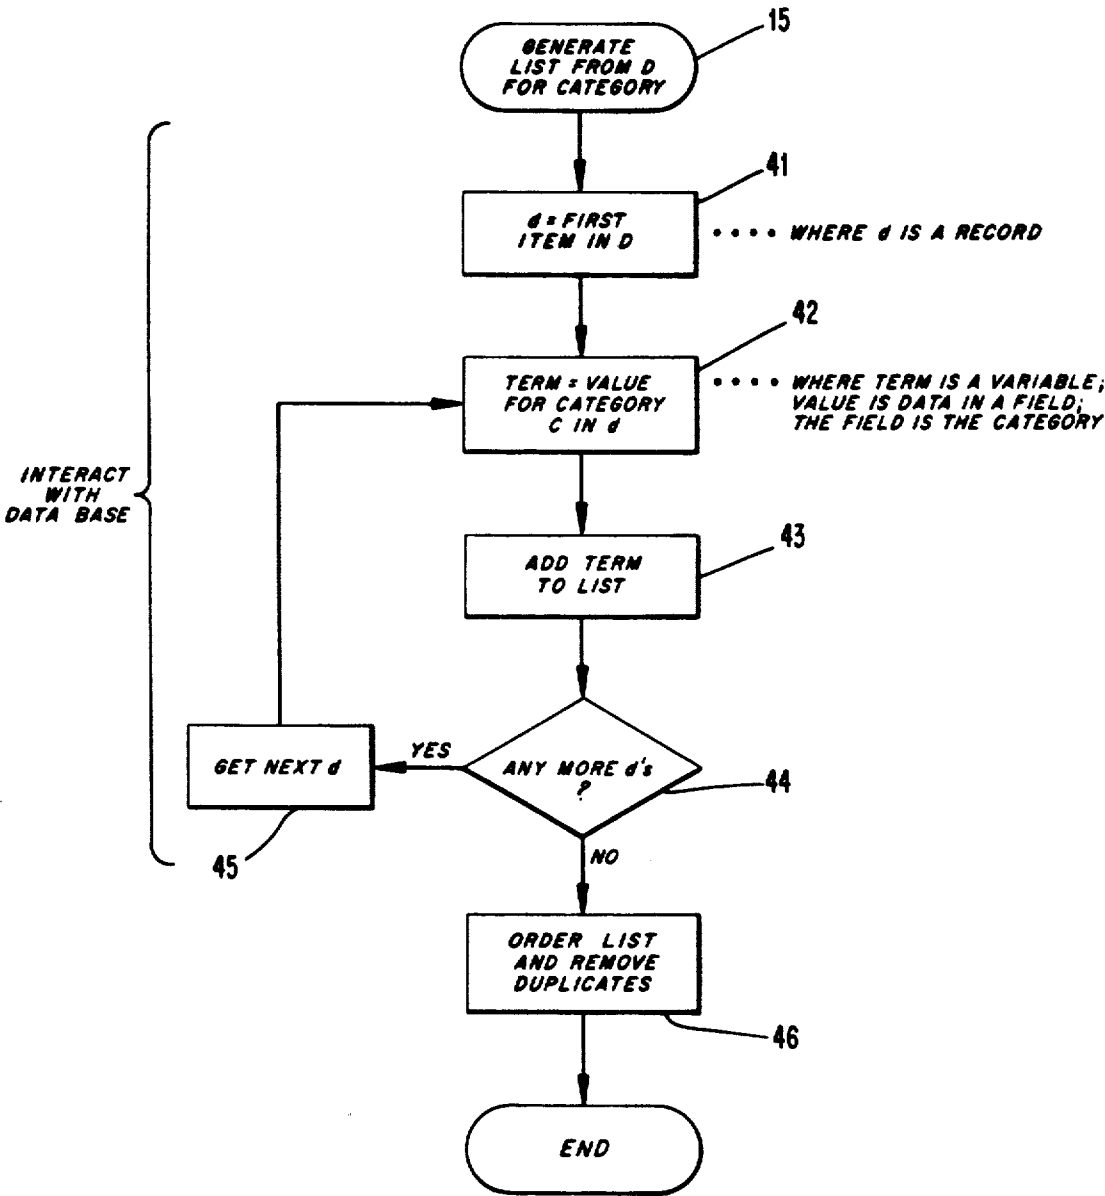 15
GENERATE
LIST FROM D
FOR CATEGORY
41
d = FIRST
ITEM IN D
•••• WHERE d IS A RECORD
42
TERM = VALUE
FOR CATEGORY
C IN d
•••• WHERE TERM IS A VARIABLE;
VALUE IS DATA IN A FIELD;
THE FIELD IS THE CATEGORY
INTERACT
WITH
DATA BASE
43
ADD TERM
TO LIST
YES
GET NEXT d
ANY MORE d's
?
44
45
NO
ORDER LIST
AND REMOVE
DUPLICATES
46
END